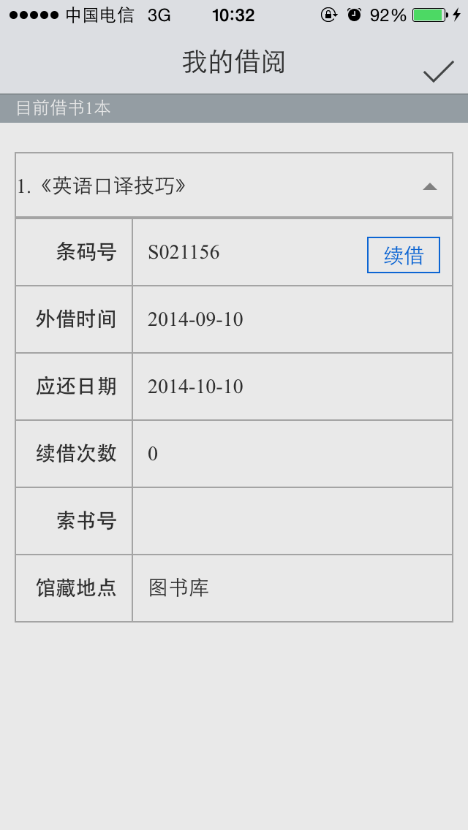 中国电信 3G 10:32 92%
我的借阅
目前借书1本
1.《英语口译技巧》
条码号 S021156 续借
外借时间 2014-09-10
应还日期 2014-10-10
续借次数 0
索书号
馆藏地点 图书库